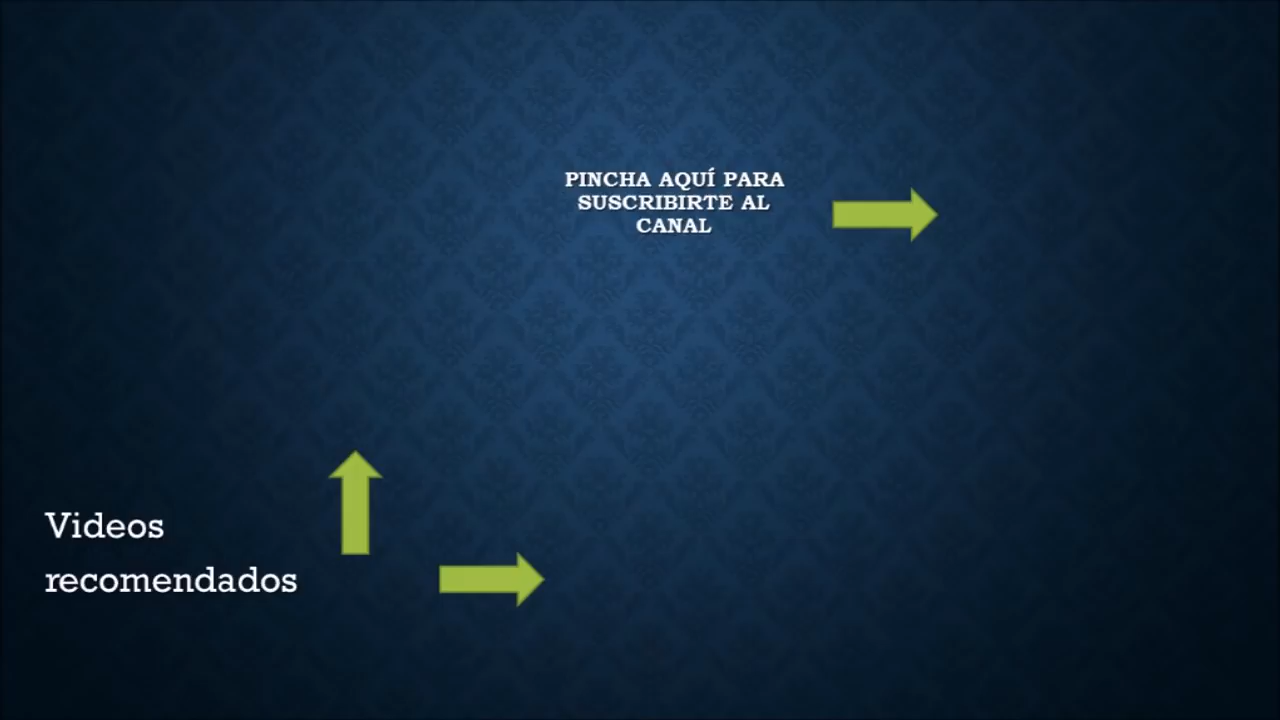 PINCHA AQUÍ PARA
SUSCRIBIRTE AL
CANAL
Videos
recomendados